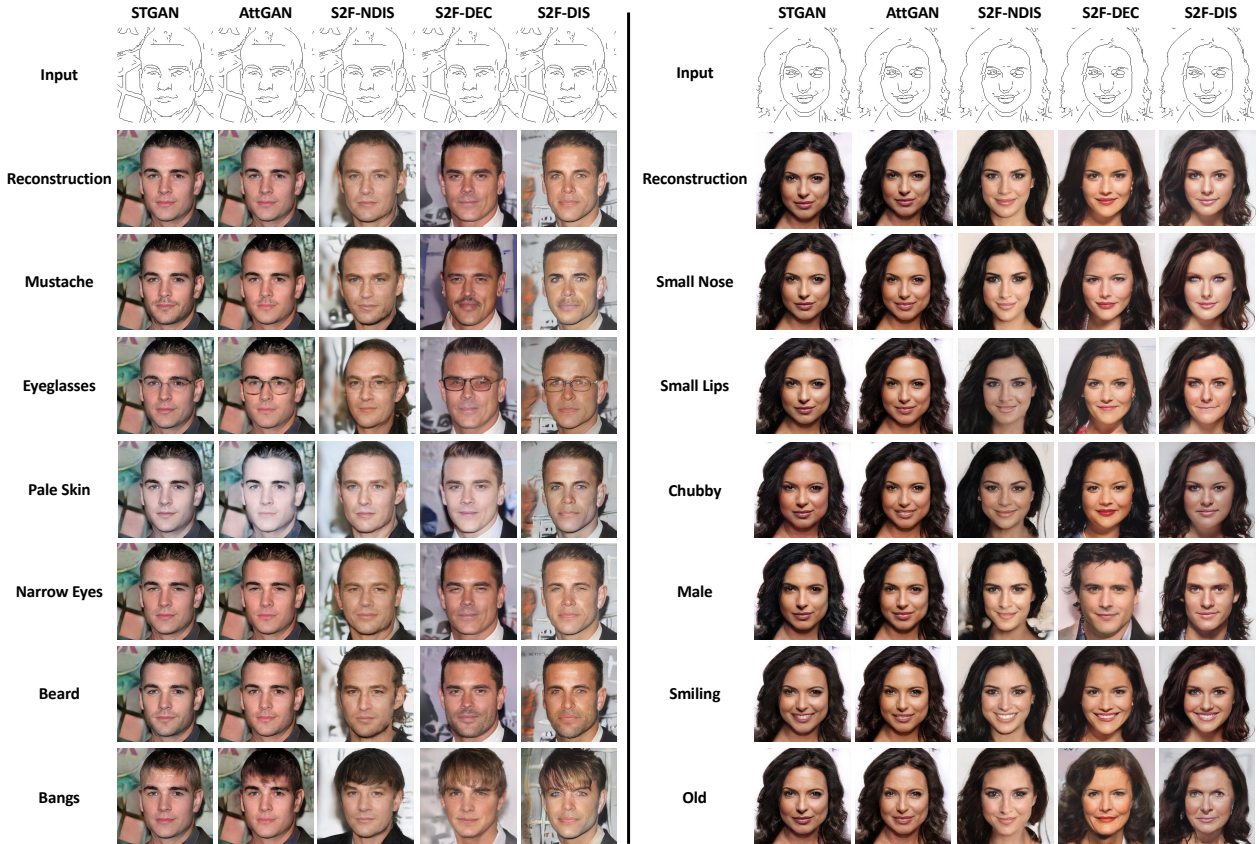 STGAN AttGAN S2F-NDIS S2F-DEC S2F-DIS
Input
Reconstruction
Mustache
Eyeglasses
Pale Skin
Narrow Eyes
Beard
Bangs
STGAN AttGAN S2F-NDIS S2F-DEC S2F-DIS
Input
Reconstruction
Small Nose
Small Lips
Chubby
Male
Smiling
Old